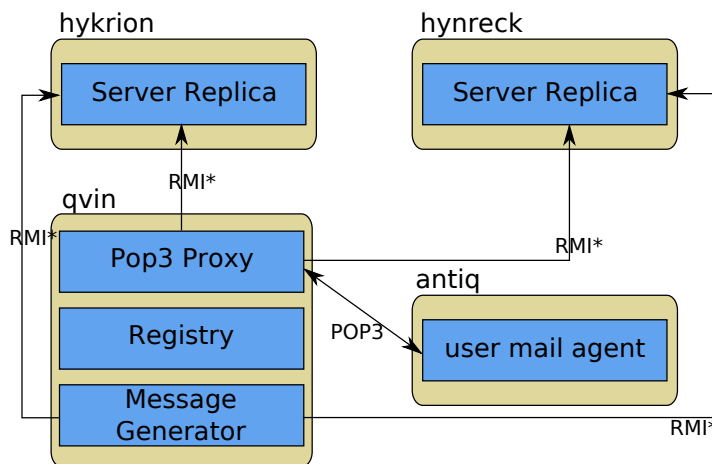 hykrion
hynreck
Server Replica
Server Replica
RMI*
qvin
RMI*
Pop3 Proxy
RMI*
antiq
Registry
POP3
user mail agent
Message
Generator
RMI*